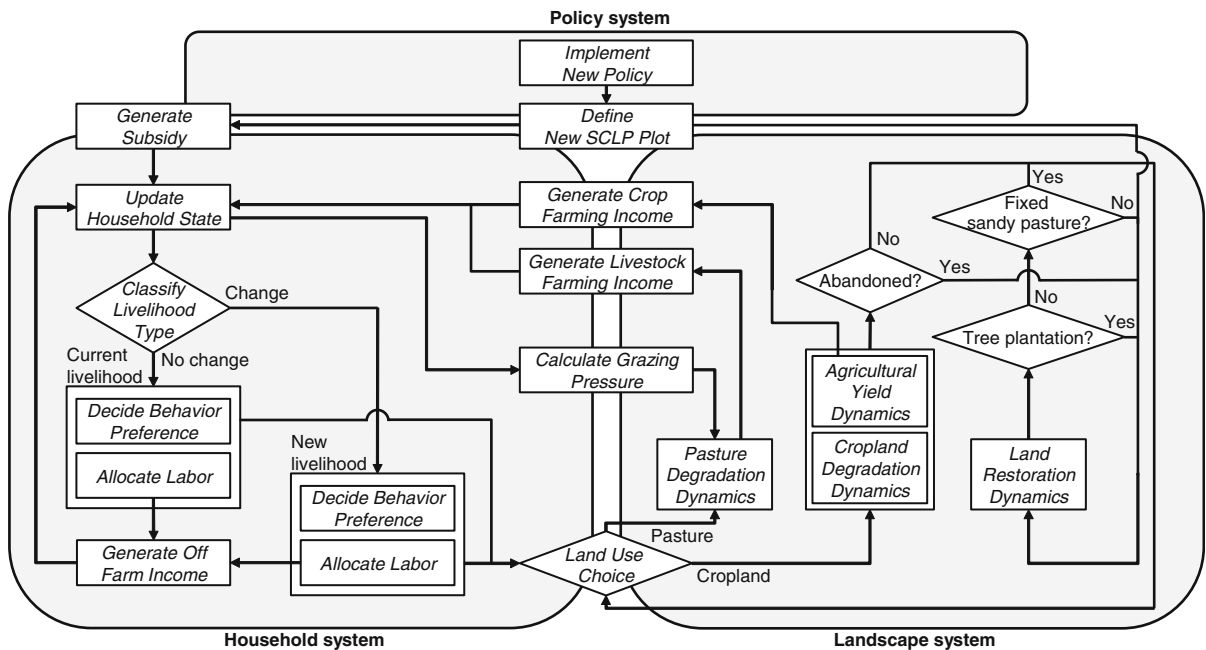 Policy system
Implement
New Policy
Generate
Subsidy
Define
New SCLP Plot
Update
Household State
Generate Crop
Farming Income
Yes
Fixed
sandy pasture?
No
No
Generate Livestock
Farming Income
Abandoned?
Yes
Classify
Livelihood
Type
Change
No
Tree plantation?
Yes
No change
Current
livelihood
Calculate Grazing
Pressure
Agricultural
Yield
Dynamics
Decide Behavior
Preference
Allocate Labor
New
livelihood
Decide Behavior
Preference
Allocate Labor
Pasture
Degradation
Dynamics
Cropland
Degradation
Dynamics
Land
Restoration
Dynamics
Generate Off
Farm Income
Pasture
Land Use
Choice
Cropland
Household system
Landscape system